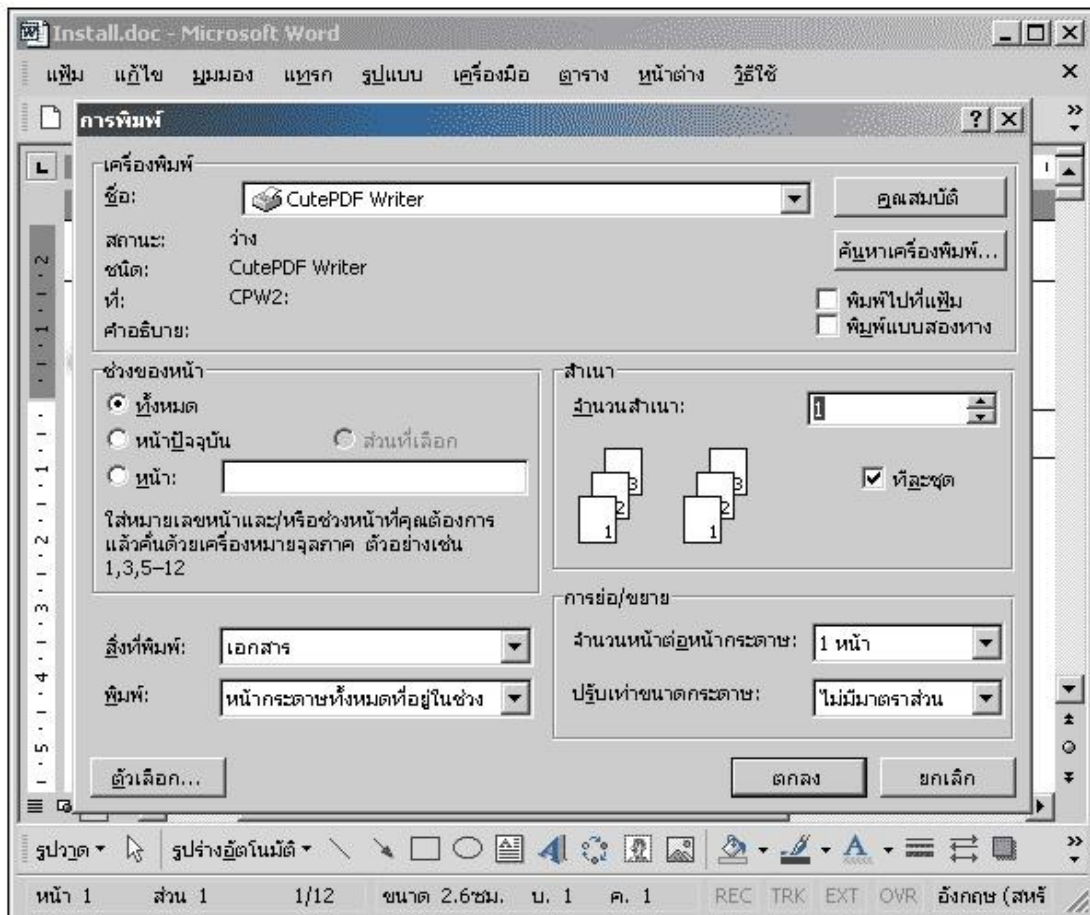 Install.doc - Microsoft Word
แฟ้ม แก้ไข มุมมอง แทรก รูปแบบ เครื่องมือ ตาราง หน้าต่าง วิธีใช้
การพิมพ์
เครื่องพิมพ์
ชื่อ: CutePDF Writer คุณสมบัติ
สถานะ: ว่าง ค้นหาเครื่องพิมพ์...
ชนิด: CutePDF Writer
ที่: CPW2: พิมพ์ไปที่แฟ้ม
คำอธิบาย: พิมพ์แบบสองทาง
ช่วงของหน้า
ทั้งหมด
หน้าปัจจุบัน ส่วนที่เลือก
หน้า:
ใส่หมายเลขหน้าและ/หรือช่วงหน้าที่คุณต้องการ
แล้วคั่นด้วยเครื่องหมายจุลภาค ตัวอย่างเช่น
1,3,5–12
สำเนา
จำนวนสำเนา: 1
3 3
2 2
1 1
ทีละชุด
การย่อ/ขยาย
สิ่งที่พิมพ์: เอกสาร จำนวนหน้าต่อหน้ากระดาษ: 1 หน้า
พิมพ์: หน้ากระดาษทั้งหมดที่อยู่ในช่วง ปรับเท่าขนาดกระดาษ: ไม่มีมาตราส่วน
ตัวเลือก... ตกลง ยกเลิก
รูปวาด รูปร่างอัตโนมัติ
หน้า 1 ส่วน 1 1/12 ขนาด 2.6ซม. บ. 1 ค. 1 REC TRK EXT OVR อังกฤษ (สหรั